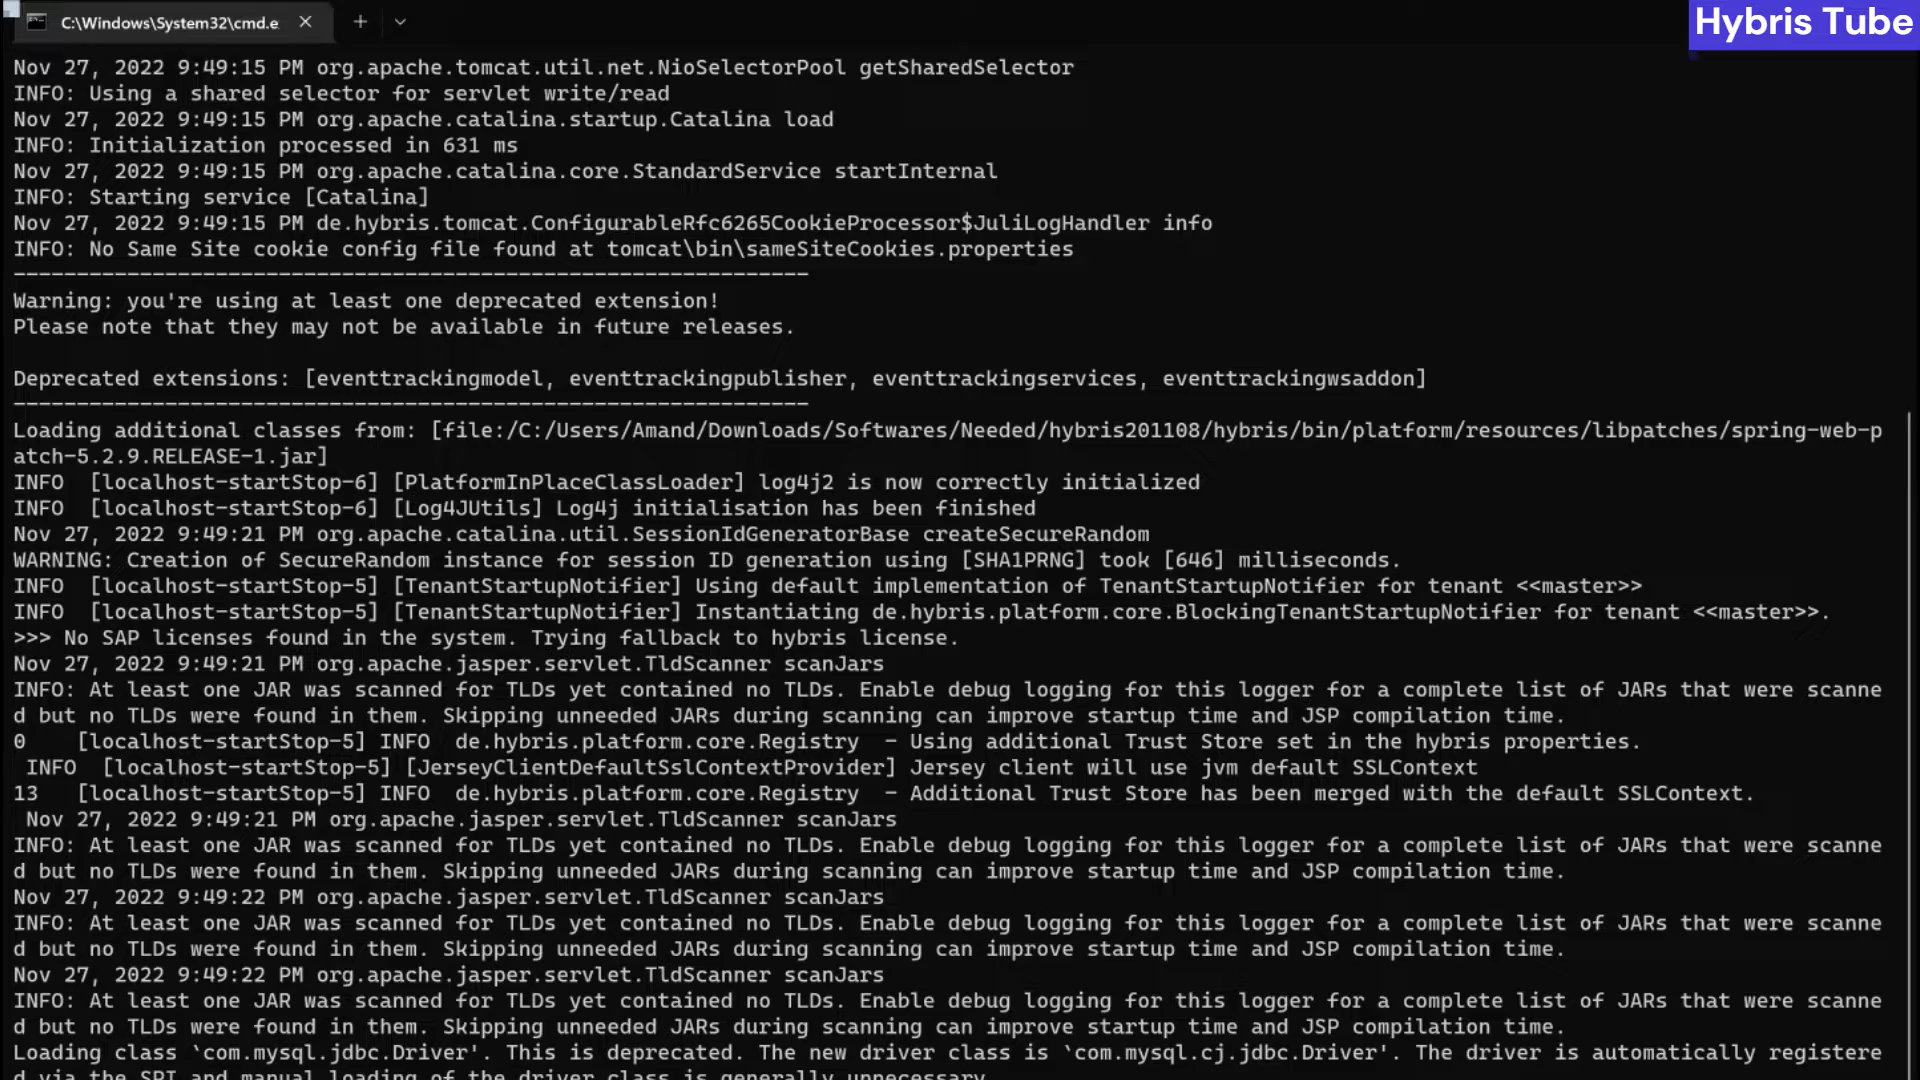 C:\Windows\System32\cmd.e
Hybris Tube
Nov 27, 2022 9:49:15 PM org.apache.tomcat.util.net.NioSelectorPool getSharedSelector
INFO: Using a shared selector for servlet write/read
Nov 27, 2022 9:49:15 PM org.apache.catalina.startup.Catalina load
INFO: Initialization processed in 631 ms
Nov 27, 2022 9:49:15 PM org.apache.catalina.core.StandardService startInternal
INFO: Starting service [Catalina]
Nov 27, 2022 9:49:15 PM de.hybris.tomcat.ConfigurableRfc6265CookieProcessor$JuliLogHandler info
INFO: No Same Site cookie config file found at tomcat\bin\sameSiteCookies.properties
---------------------------------------------------------------
Warning: you're using at least one deprecated extension!
Please note that they may not be available in future releases.
Deprecated extensions: [eventtrackingmodel, eventtrackingpublisher, eventtrackingservices, eventtrackingwsaddon]
---------------------------------------------------------------
Loading additional classes from: [file:/C:/Users/Amand/Downloads/Softwares/Needed/hybris201108/hybris/bin/platform/resources/libpatches/spring-web-p
atch-5.2.9.RELEASE-1.jar]
INFO  [localhost-startStop-6] [PlatformInPlaceClassLoader] log4j2 is now correctly initialized
INFO  [localhost-startStop-6] [Log4JUtils] Log4j initialisation has been finished
Nov 27, 2022 9:49:21 PM org.apache.catalina.util.SessionIdGeneratorBase createSecureRandom
WARNING: Creation of SecureRandom instance for session ID generation using [SHA1PRNG] took [646] milliseconds.
INFO  [localhost-startStop-5] [TenantStartupNotifier] Using default implementation of TenantStartupNotifier for tenant <<master>>
INFO  [localhost-startStop-5] [TenantStartupNotifier] Instantiating de.hybris.platform.core.BlockingTenantStartupNotifier for tenant <<master>>.
>>> No SAP licenses found in the system. Trying fallback to hybris license.
Nov 27, 2022 9:49:21 PM org.apache.jasper.servlet.TldScanner scanJars
INFO: At least one JAR was scanned for TLDs yet contained no TLDs. Enable debug logging for this logger for a complete list of JARs that were scanne
d but no TLDs were found in them. Skipping unneeded JARs during scanning can improve startup time and JSP compilation time.
0    [localhost-startStop-5] INFO  de.hybris.platform.core.Registry  - Using additional Trust Store set in the hybris properties.
INFO  [localhost-startStop-5] [JerseyClientDefaultSslContextProvider] Jersey client will use jvm default SSLContext
13   [localhost-startStop-5] INFO  de.hybris.platform.core.Registry  - Additional Trust Store has been merged with the default SSLContext.
Nov 27, 2022 9:49:21 PM org.apache.jasper.servlet.TldScanner scanJars
INFO: At least one JAR was scanned for TLDs yet contained no TLDs. Enable debug logging for this logger for a complete list of JARs that were scanne
d but no TLDs were found in them. Skipping unneeded JARs during scanning can improve startup time and JSP compilation time.
Nov 27, 2022 9:49:22 PM org.apache.jasper.servlet.TldScanner scanJars
INFO: At least one JAR was scanned for TLDs yet contained no TLDs. Enable debug logging for this logger for a complete list of JARs that were scanne
d but no TLDs were found in them. Skipping unneeded JARs during scanning can improve startup time and JSP compilation time.
Nov 27, 2022 9:49:22 PM org.apache.jasper.servlet.TldScanner scanJars
INFO: At least one JAR was scanned for TLDs yet contained no TLDs. Enable debug logging for this logger for a complete list of JARs that were scanne
d but no TLDs were found in them. Skipping unneeded JARs during scanning can improve startup time and JSP compilation time.
Loading class `com.mysql.jdbc.Driver'. This is deprecated. The new driver class is `com.mysql.cj.jdbc.Driver'. The driver is automatically registere
d via the SPI and manual loading of the driver class is generally unnecessary.